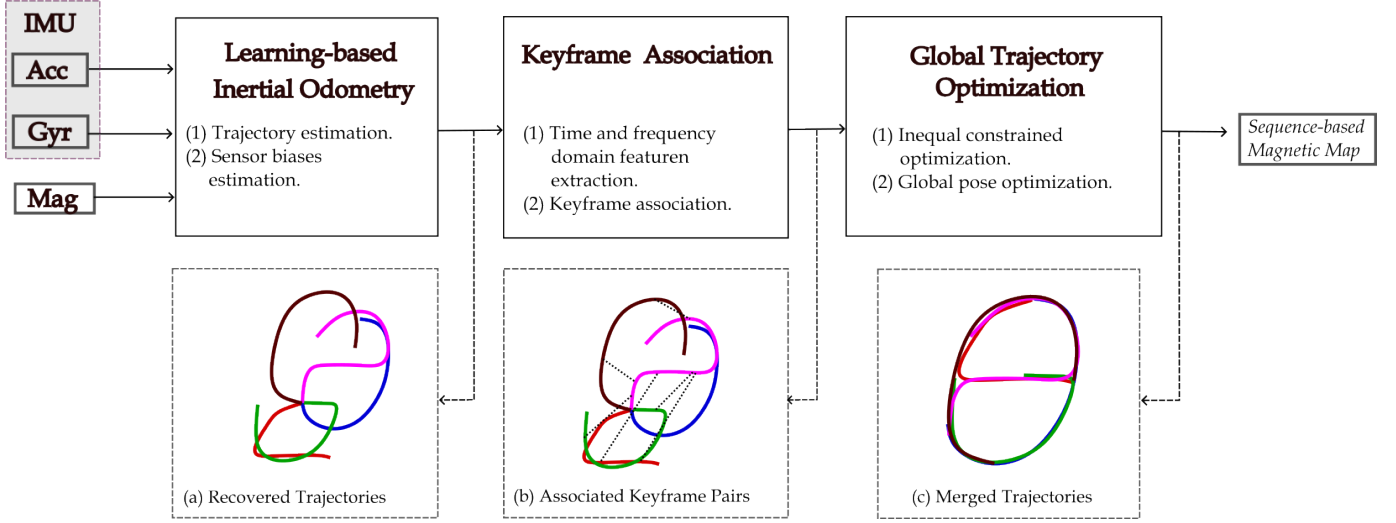 IMU
Acc
Gyr
Mag
Learning-based
Inertial Odometry
(1) Trajectory estimation.
(2) Sensor biases
estimation.
Keyframe Association
(1) Time and frequency
domain featuren
extraction.
(2) Keyframe association.
Global Trajectory
Optimization
(1) Inequal constrained
optimization.
(2) Global pose optimization.
Sequence-based
Magnetic Map
(a) Recovered Trajectories
(b) Associated Keyframe Pairs
(c) Merged Trajectories